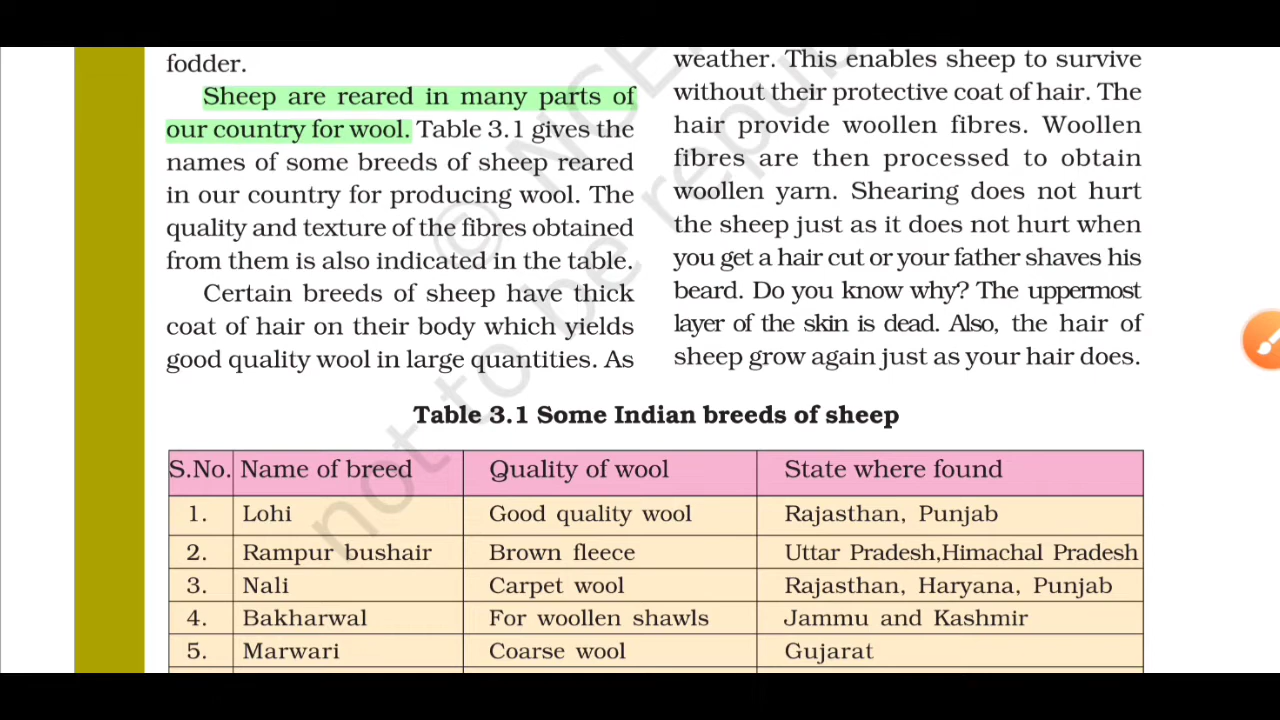 fodder.
Sheep are reared in many parts of
our country for wool. Table 3.1 gives the
names of some breeds of sheep reared
in our country for producing wool. The
quality and texture of the fibres obtained
from them is also indicated in the table.
Certain breeds of sheep have thick
coat of hair on their body which yields
good quality wool in large quantities. As
weather. This enables sheep to survive
without their protective coat of hair. The
hair provide woollen fibres. Woollen
fibres are then processed to obtain
woollen yarn. Shearing does not hurt
the sheep just as it does not hurt when
you get a hair cut or your father shaves his
beard. Do you know why? The uppermost
layer of the skin is dead. Also, the hair of
sheep grow again just as your hair does.
Table 3.1 Some Indian breeds of sheep
S.No. Name of breed Quality of wool State where found
1. Lohi Good quality wool Rajasthan, Punjab
2. Rampur bushair Brown fleece Uttar Pradesh,Himachal Pradesh
3. Nali Carpet wool Rajasthan, Haryana, Punjab
4. Bakharwal For woollen shawls Jammu and Kashmir
5. Marwari Coarse wool Gujarat
© NCE
not to be repu